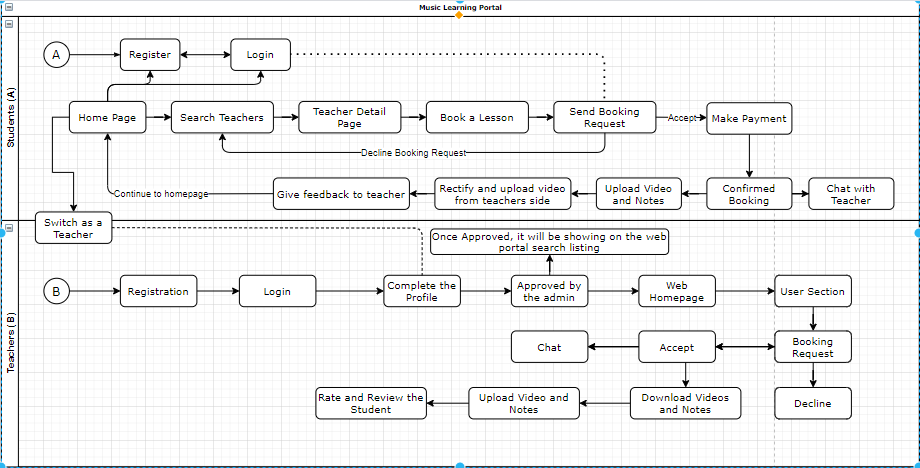 Music Learning Portal
Students (A)
A
Register
Login
Home Page
Search Teachers
Teacher Detail
Page
Book a Lesson
Send Booking
Request
Accept
Make Payment
Decline Booking Request
Continue to homepage
Give feedback to teacher
Rectify and upload video
from teachers side
Upload Video
and Notes
Confirmed
Booking
Chat with
Teacher
Switch as a
Teacher
Teachers (B)
Once Approved, it will be showing on the web
portal search listing
B
Registration
Login
Complete the
Profile
Approved by
the admin
Web
Homepage
User Section
Chat
Accept
Booking
Request
Rate and Review the
Student
Upload Video and
Notes
Download Videos
and Notes
Decline